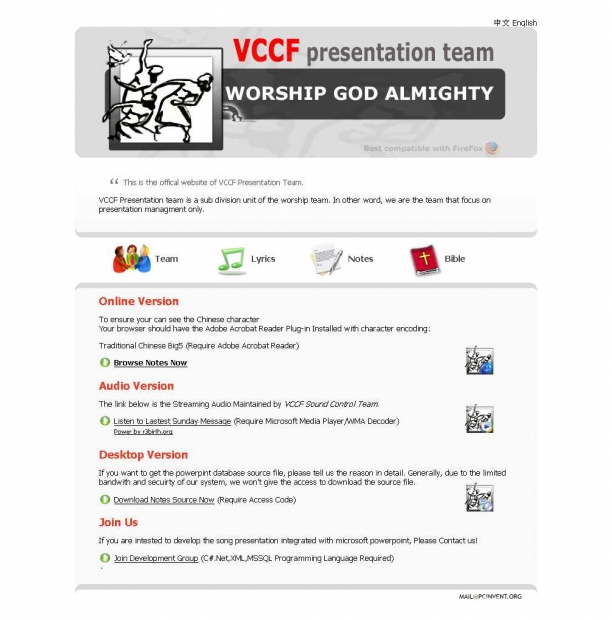 中文 English
VCCF presentation team
WORSHIP GOD ALMIGHTY
Best compatible with FireFox
This is the offical website of VCCF Presentation Team.
VCCF Presentation team is a sub division unit of the worship team. In other word, we are the team that focus on
presentation managment only.
Team Lyrics Notes Bible
Online Version
To ensure your can see the Chinese character
Your browser should have the Adobe Acrobat Reader Plug-in Installed with character encoding:
Traditional Chinese Big5 (Require Adobe Acrobat Reader)
Browse Notes Now
Audio Version
The link below is the Streaming Audio Maintained by VCCF Sound Control Team.
Listen to Lastest Sunday Message (Require Microsoft Media Player/WMA Decoder)
Power by r3birth.org
Desktop Version
If you want to get the powerpint database source file, please tell us the reason in detail. Generally, due to the limited
bandwith and secuirty of our system, we won't give the access to download the source file.
Download Notes Source Now (Require Access Code)
Join Us
If you are intested to develop the song presentation integrated with microsoft powerpoint, Please Contact us!
Join Development Group (C#.Net,XML,MSSQL Programming Language Required)
MAIL@PCINVENT.ORG